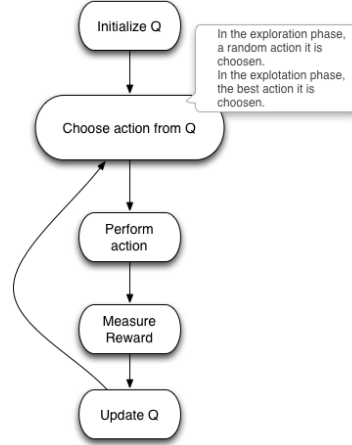 Initialize Q
In the exploration phase,
a random action it is
choosen.
In the explotation phase,
the best action it is
choosen.
Choose action from Q
Perform
action
Measure
Reward
Update Q